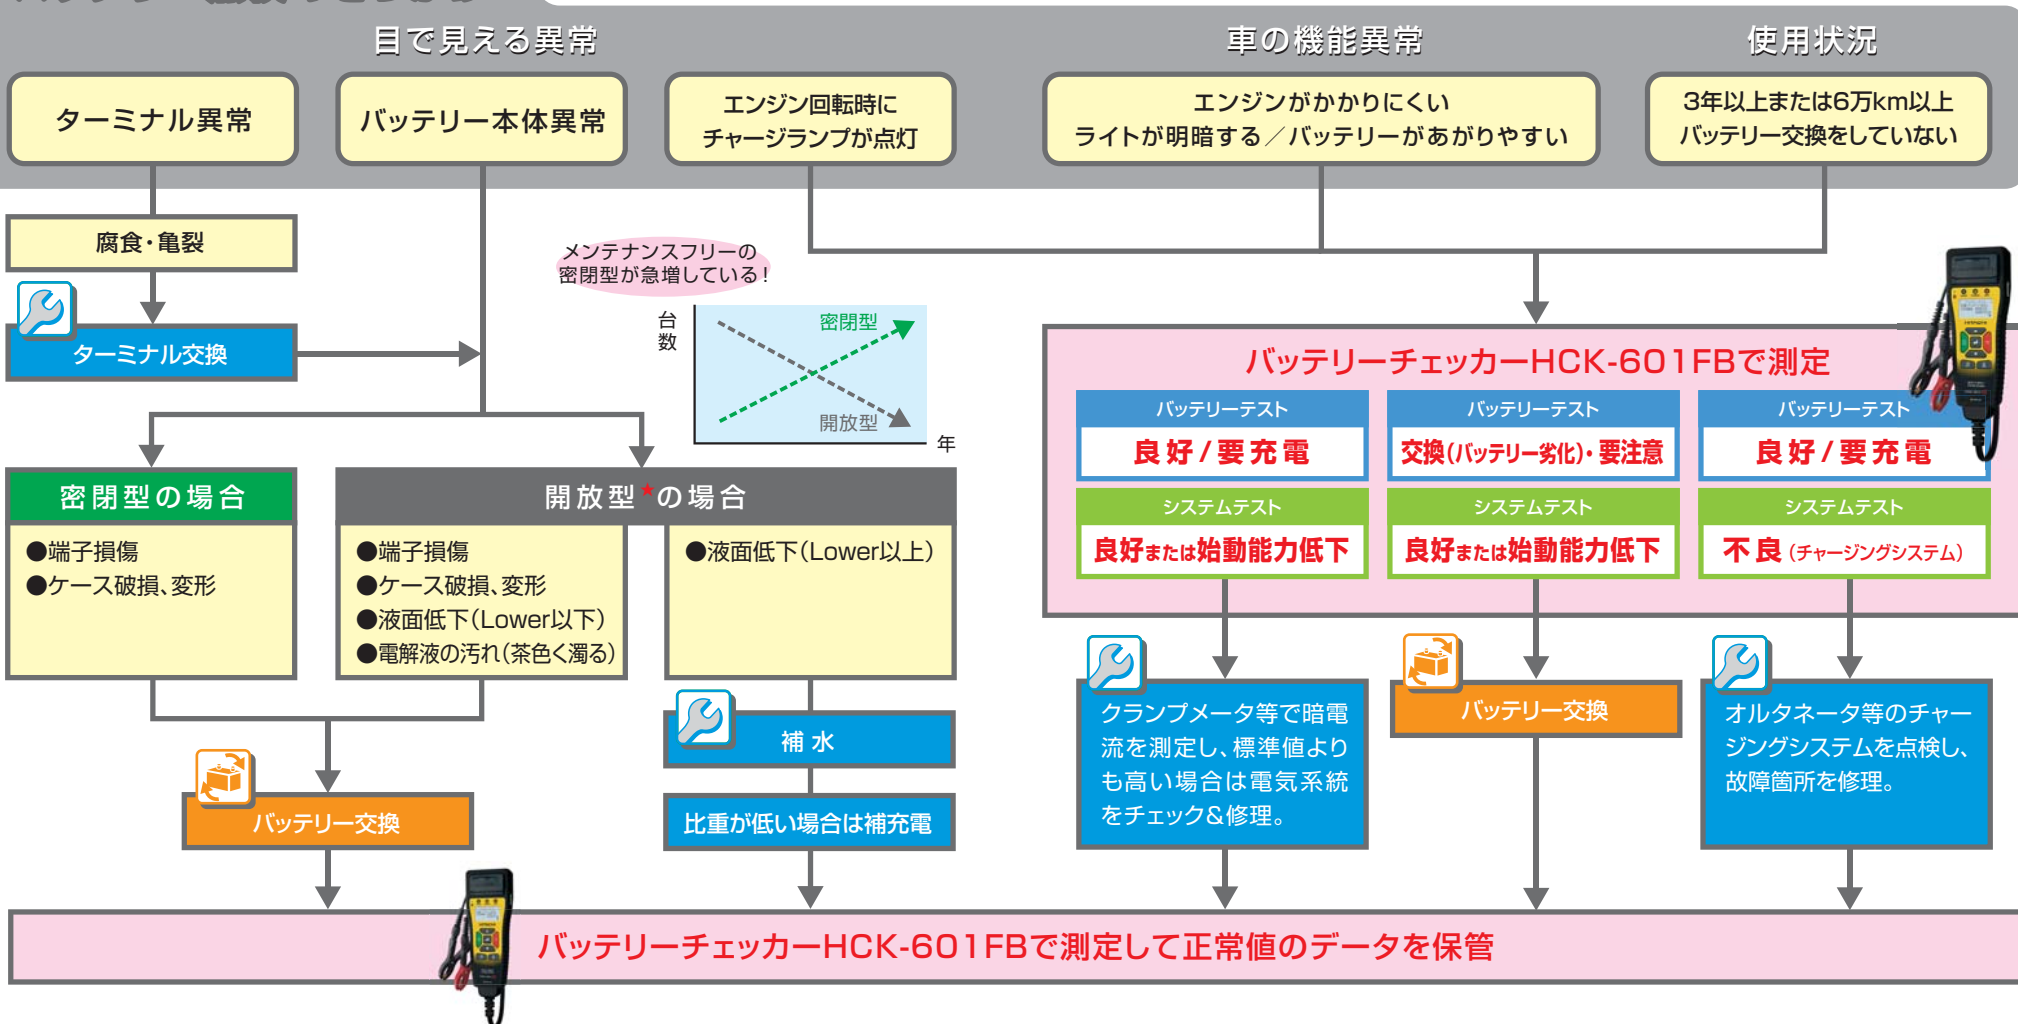 目で見える異常
車の機能異常
使用状況
ターミナル異常
バッテリー本体異常
エンジン回転時に
チャージランプが点灯
エンジンがかかりにくい
ライトが明暗する／バッテリーがあがりやすい
3年以上または6万km以上
バッテリー交換をしていない
腐食・亀裂
ターミナル交換
メンテナンスフリーの
密閉型が急増している!
台数
密閉型
開放型
年
バッテリーチェッカーHCK-601FBで測定
バッテリーテスト
良好/要充電
システムテスト
良好または始動能力低下
バッテリーテスト
交換(バッテリー劣化)・要注意
システムテスト
良好または始動能力低下
バッテリーテスト
良好/要充電
システムテスト
不良(チャージングシステム)
密閉型の場合
●端子損傷
●ケース破損、変形
開放型★の場合
●端子損傷
●ケース破損、変形
●液面低下(Lower以下)
●電解液の汚れ(茶色く濁る)
●液面低下(Lower以上)
補水
比重が低い場合は補充電
バッテリー交換
クランプメータ等で暗電
流を測定し、標準値より
も高い場合は電気系統
をチェック&修理。
バッテリー交換
オルタネータ等のチャー
ジングシステムを点検し、
故障箇所を修理。
バッテリーチェッカーHCK-601FBで測定して正常値のデータを保管